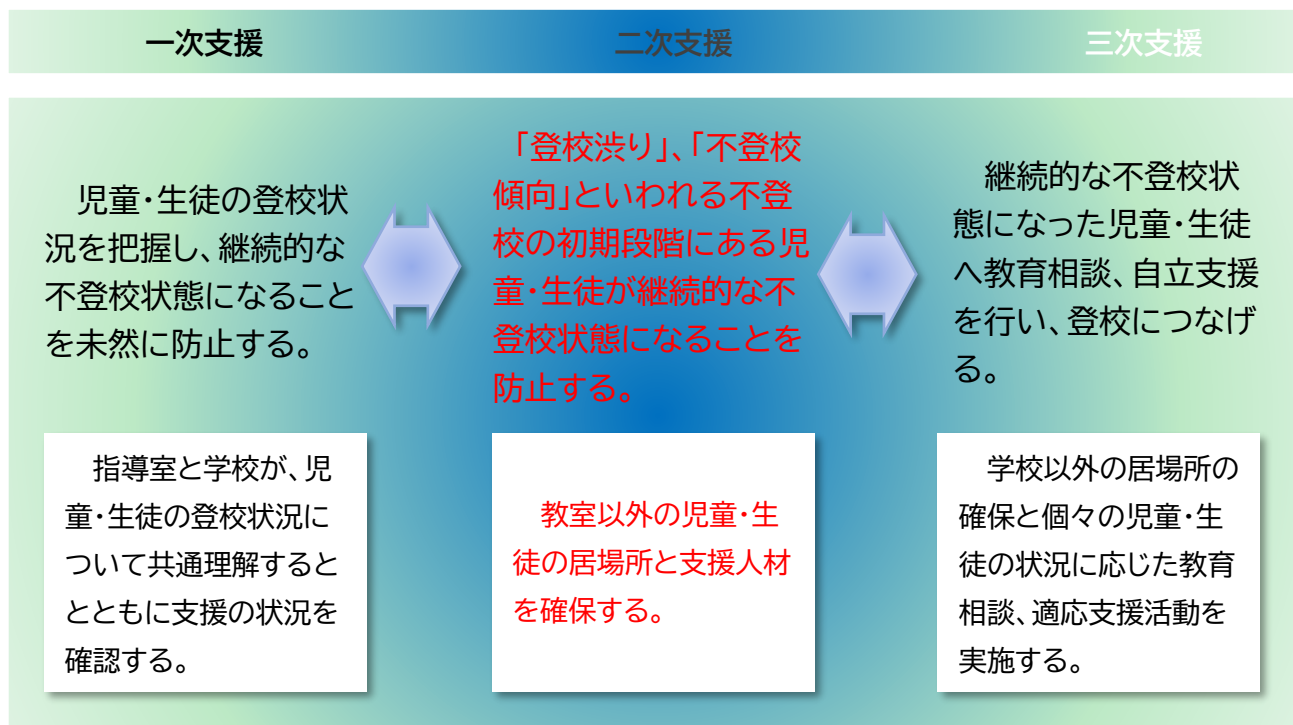 一次支援
二次支援
三次支援
児童・生徒の登校状
況を把握し、継続的な
不登校状態になること
を未然に防止する。
「登校渋り」、「不登校
傾向」といわれる不登
校の初期段階にある児
童・生徒が継続的な不
登校状態になることを
防止する。
継続的な不登校状
態になった児童・生徒
へ教育相談、自立支援
を行い、登校につなげ
る。
指導室と学校が、児
童・生徒の登校状況に
ついて共通理解すると
とともに支援の状況を
確認する。
教室以外の児童・生
徒の居場所と支援人材
を確保する。
学校以外の居場所の
確保と個々の児童・生
徒の状況に応じた教育
相談、適応支援活動を
実施する。